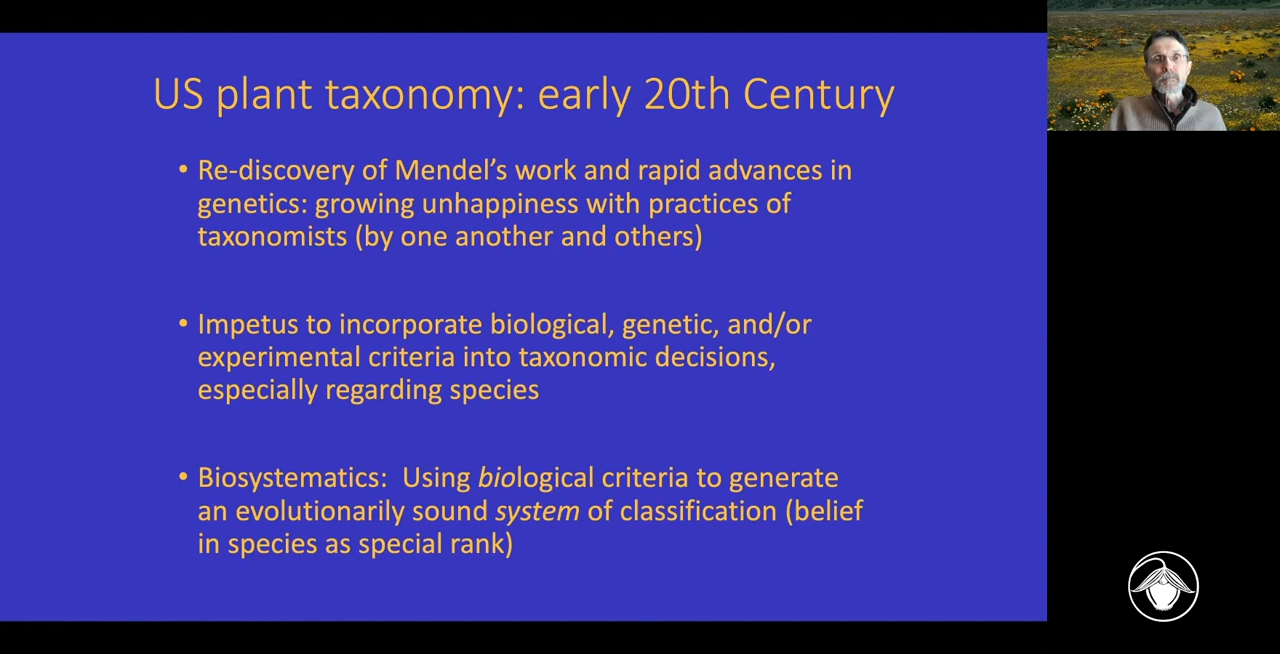 US plant taxonomy: early 20th Century
• Re-discovery of Mendel’s work and rapid advances in
genetics: growing unhappiness with practices of
taxonomists (by one another and others)
• Impetus to incorporate biological, genetic, and/or
experimental criteria into taxonomic decisions,
especially regarding species
• Biosystematics:  Using biological criteria to generate
an evolutionarily sound system of classification (belief
in species as special rank)